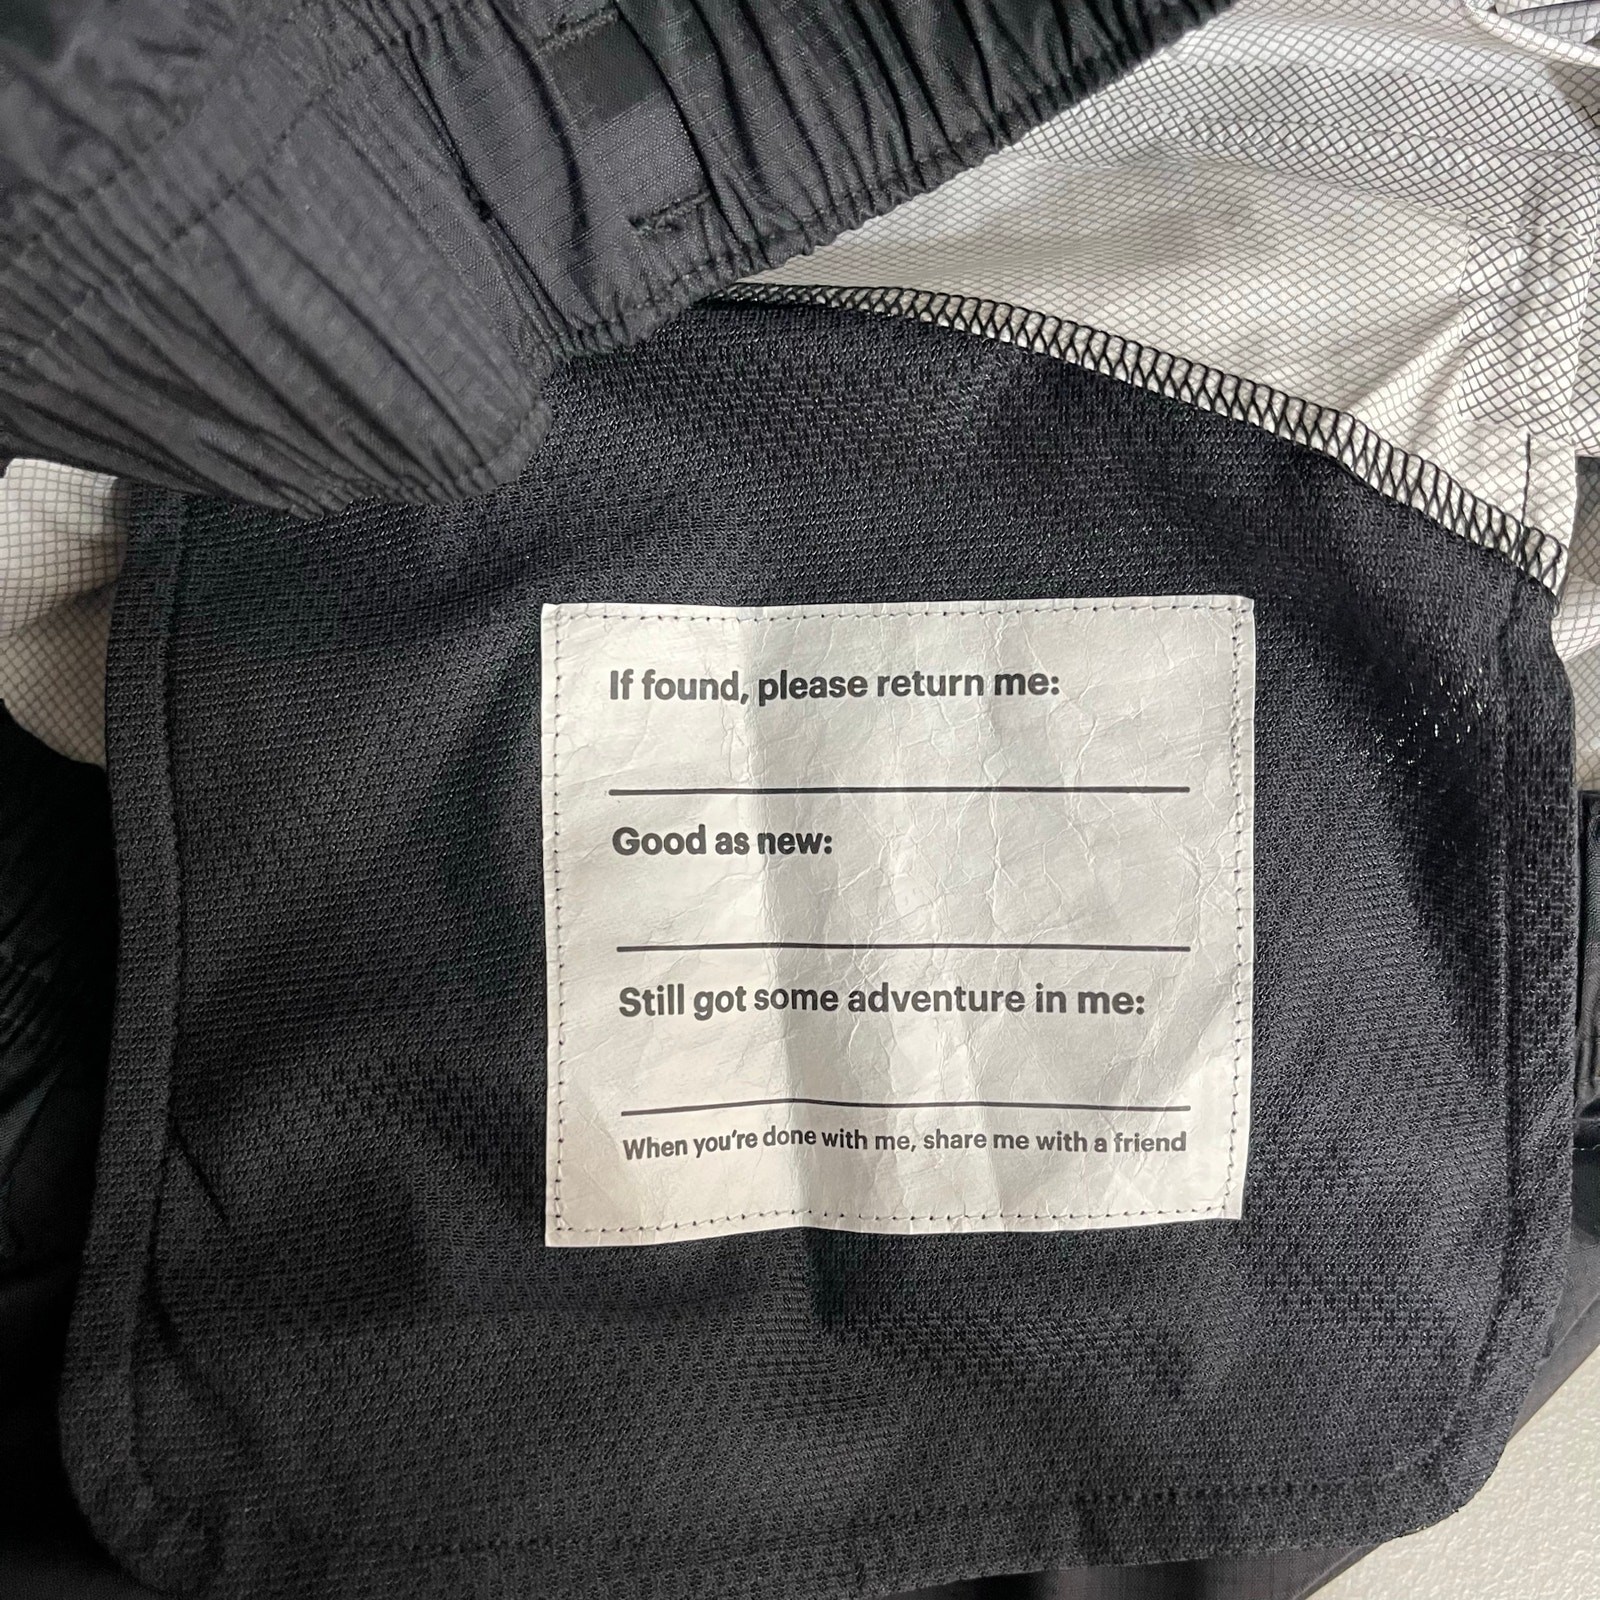 If found, please return me:
Good as new:
Still got some adventure in me:
When you're done with me, share me with a friend